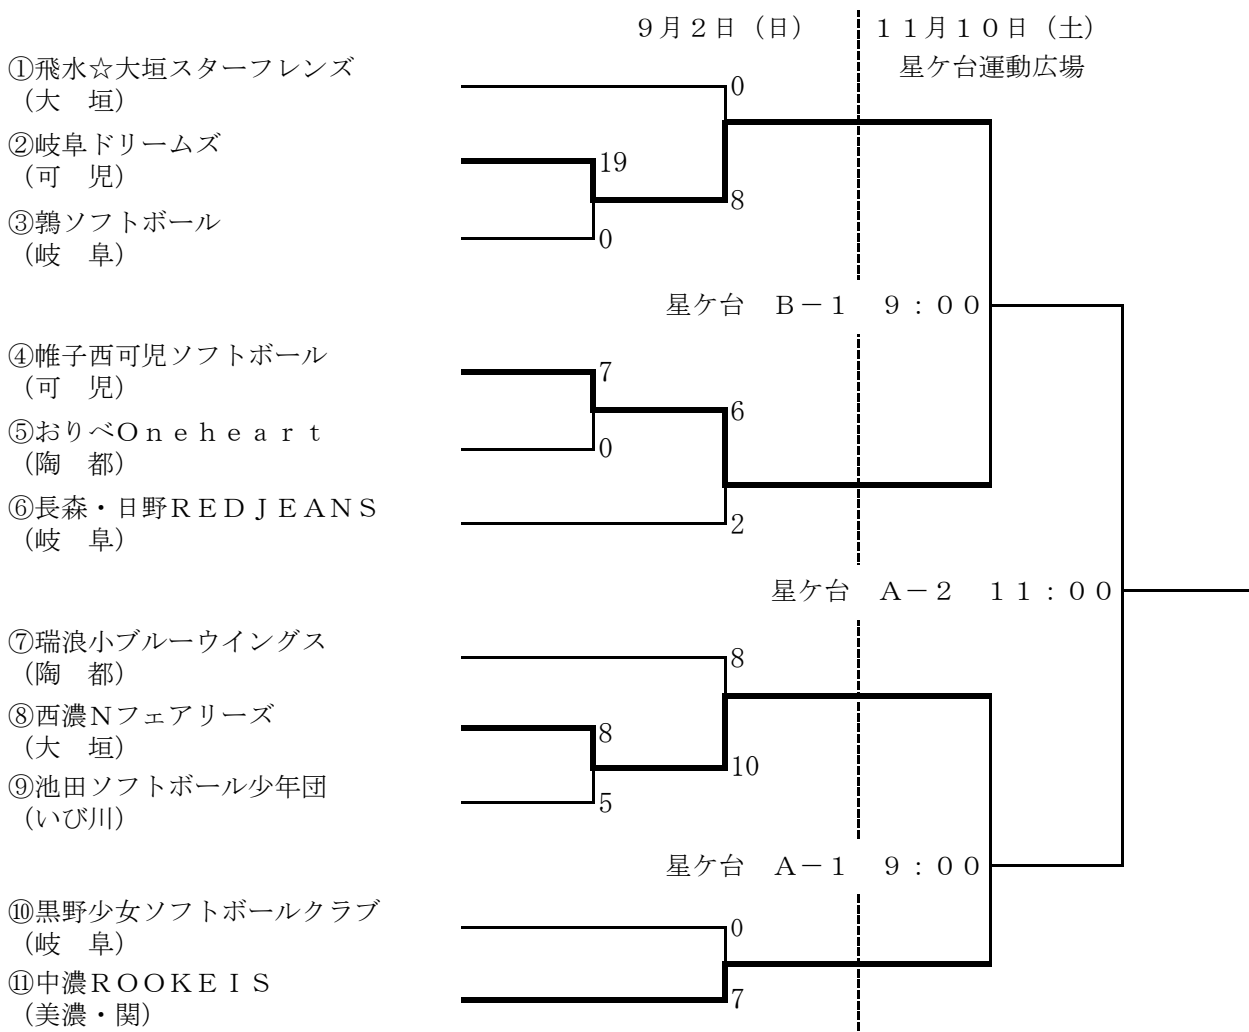 ９月２日（日）
１１月１０日（土）
星ケ台運動広場
①飛水☆大垣スターフレンズ
（大　垣）
0
②岐阜ドリームズ
（可　児）
19
8
③鶉ソフトボール
（岐　阜）
0
星ケ台　Ｂ－１　９：００
④帷子西可児ソフトボール
（可　児）
7
6
⑤おりべＯｎｅｈｅａｒｔ
（陶　都）
0
⑥長森・日野ＲＥＤＪＥＡＮＳ
（岐　阜）
2
星ケ台　Ａ－２　１１：００
⑦瑞浪小ブルーウイングス
（陶　都）
8
⑧西濃Ｎフェアリーズ
（大　垣）
8
10
⑨池田ソフトボール少年団
（いび川）
5
星ケ台　Ａ－１　９：００
⑩黒野少女ソフトボールクラブ
（岐　阜）
0
⑪中濃ＲＯＯＫＥＩＳ
（美濃・関）
7